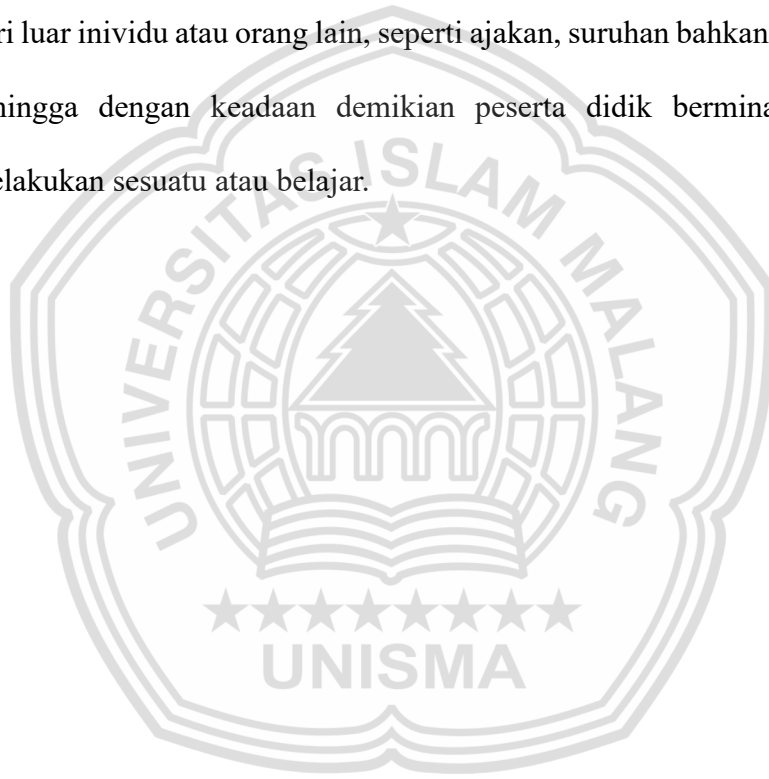 ri luar inividu atau orang lain, seperti ajakan, suruhan bahkan
hingga dengan keadaan demikian peserta didik bermina
elakukan sesuatu atau belajar.
UNIVERSITAS ISLAM MALANG
UNISMA